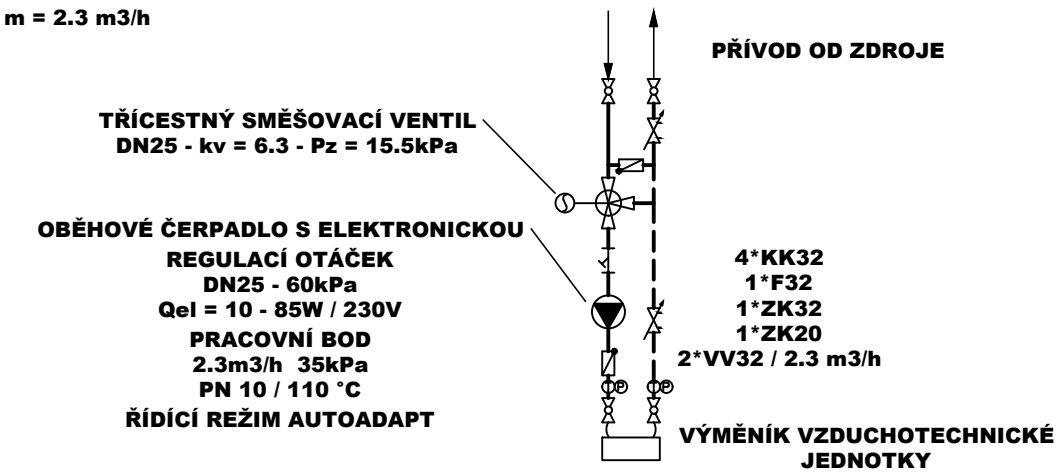 m = 2.3 m3/h
PŘÍVOD OD ZDROJE
TŘÍCESTNÝ SMĚŠOVACÍ VENTIL
DN25 - kv = 6.3 - Pz = 15.5kPa
OBĚHOVÉ ČERPADLO S ELEKTRONICKOU
REGULACÍ OTÁČEK
DN25 - 60kPa
Qel = 10 - 85W / 230V
PRACOVNÍ BOD
2.3m3/h 35kPa
PN 10 / 110 °C
ŘÍDÍCÍ REŽIM AUTOADAPT
4*KK32
1*F32
1*ZK32
1*ZK20
2*VV32 / 2.3 m3/h
P
P
VÝMĚNÍK VZDUCHOTECHNICKÉ
JEDNOTKY